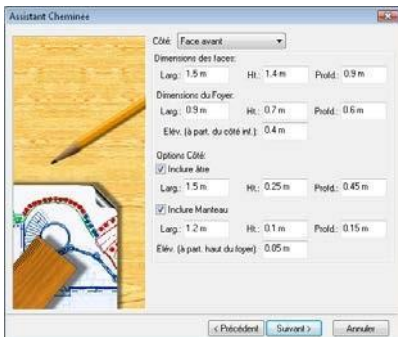 Assistant Cheminée
Côté: Face avant
Dimensions des faces:
Larg.: 1.5 m Ht.: 1.4 m Profd.: 0.9 m
Dimensions du Foyer:
Larg.: 0.9 m Ht.: 0.7 m Profd.: 0.6 m
Elév. (à part. du côté inf.): 0.4 m
Options Côté:
Inclure âtre
Larg.: 1.5 m Ht.: 0.25 m Profd.: 0.45 m
Inclure Manteau
Larg.: 1.2 m Ht.: 0.1 m Profd.: 0.15 m
Elév. (à part. haut du foyer): 0.05 m
< Précédent Suivant > Annuler